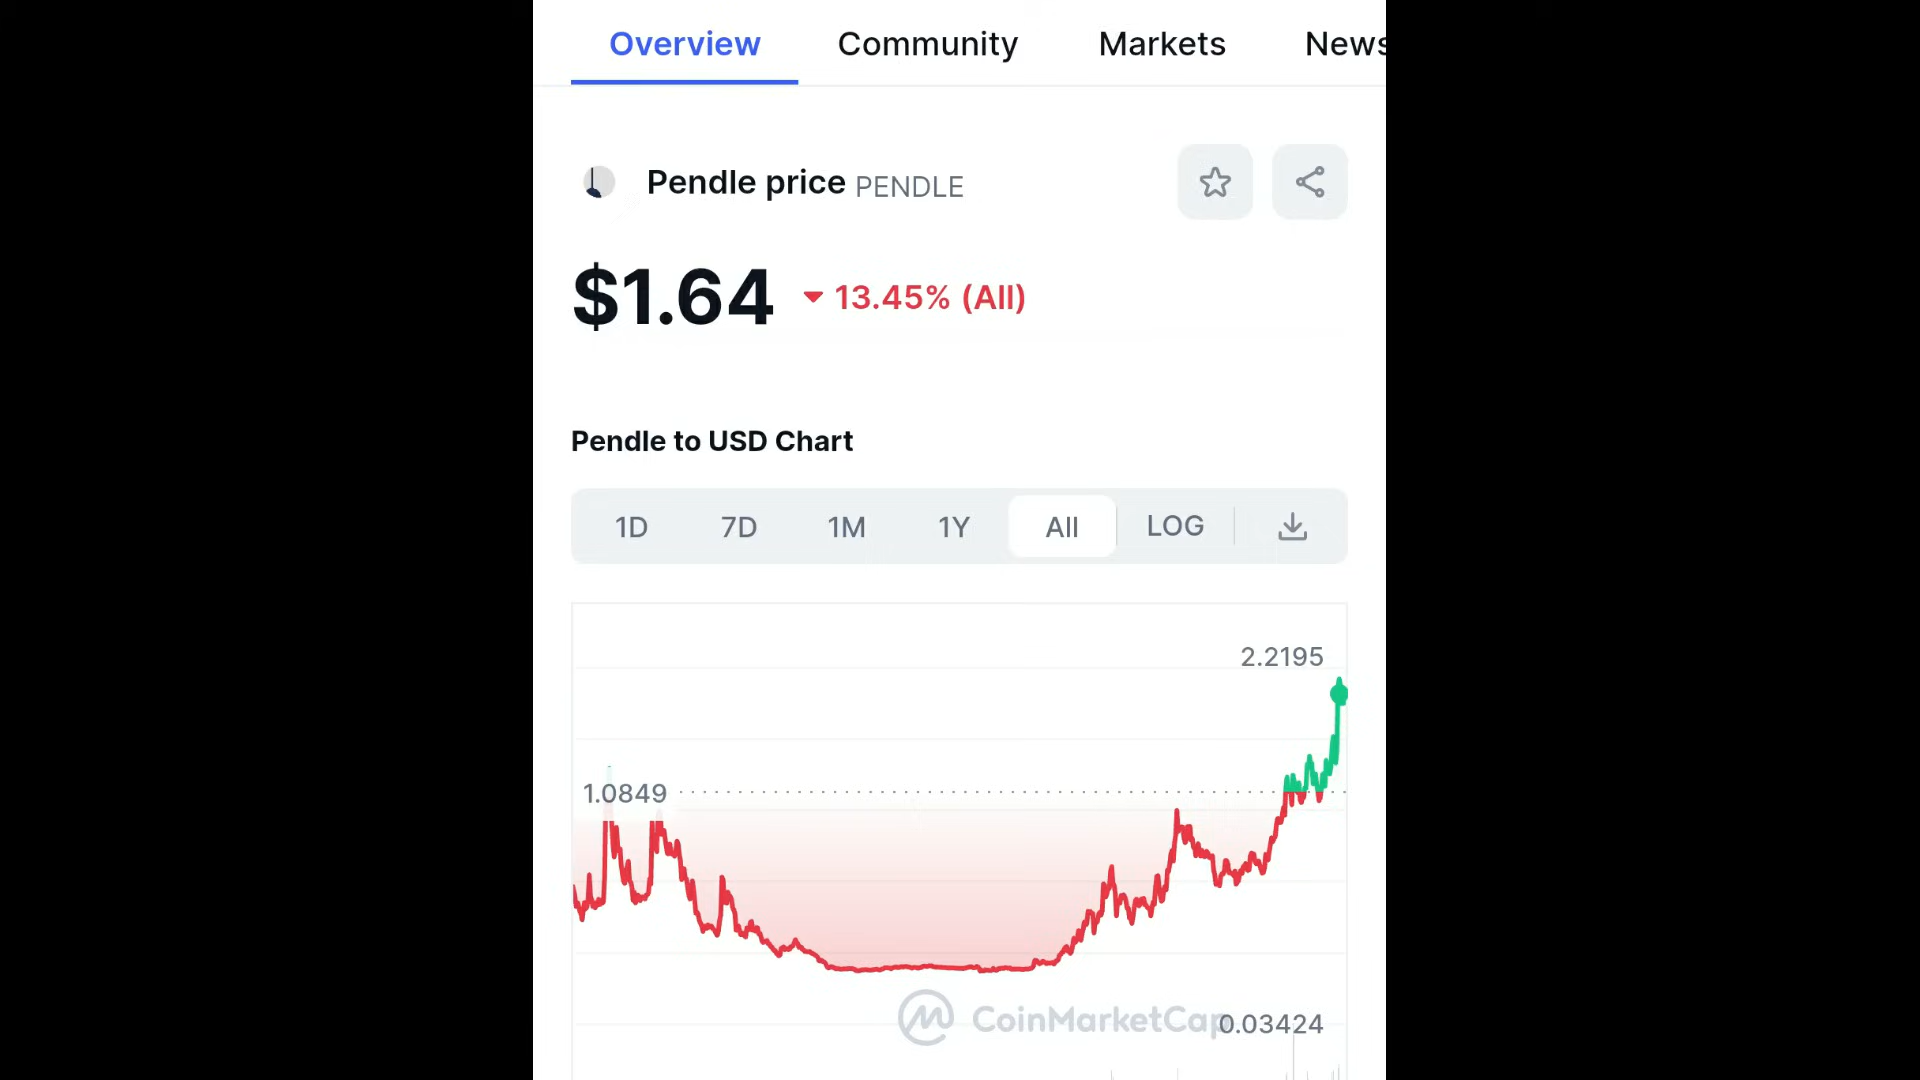 Overview Community Markets News
Pendle price PENDLE
$1.64 13.45% (All)
Pendle to USD Chart
1D 7D 1M 1Y All LOG
2.2195
1.0849
CoinMarketCap
0.03424